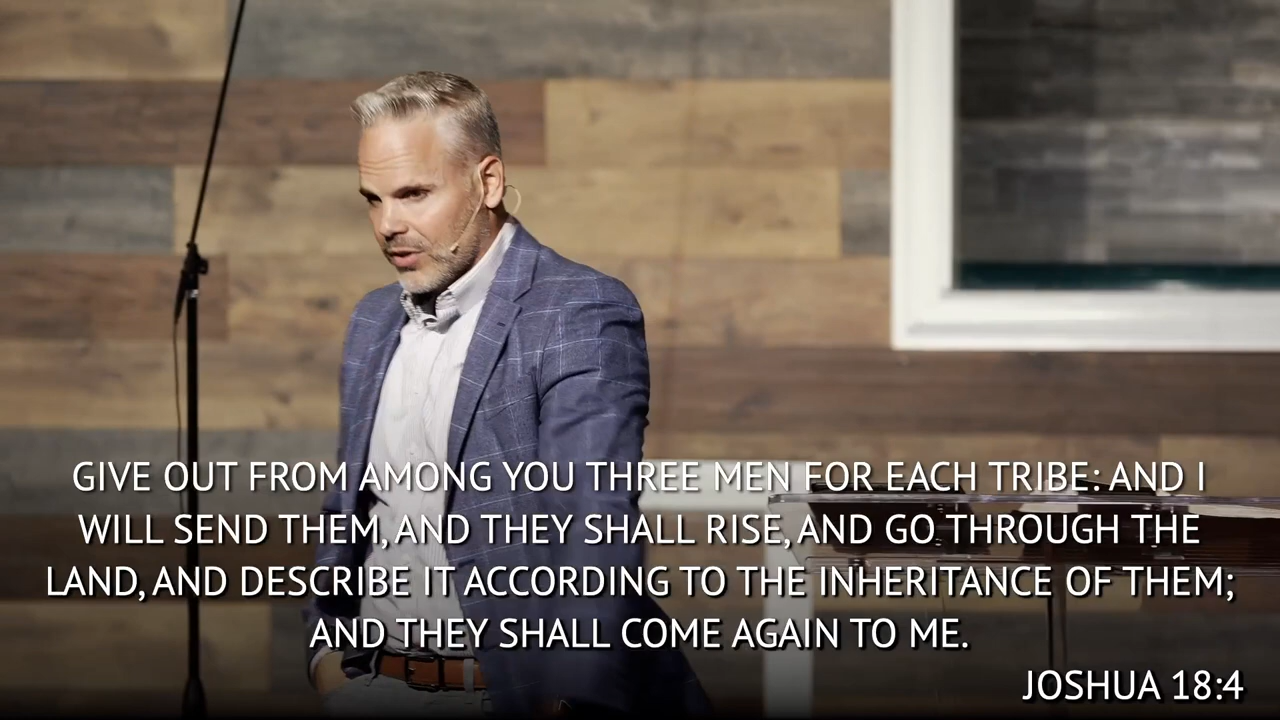 GIVE OUT FROM AMONG YOU THREE MEN FOR EACH TRIBE: AND I
WILL SEND THEM, AND THEY SHALL RISE, AND GO THROUGH THE
LAND, AND DESCRIBE IT ACCORDING TO THE INHERITANCE OF THEM;
AND THEY SHALL COME AGAIN TO ME.
JOSHUA 18:4